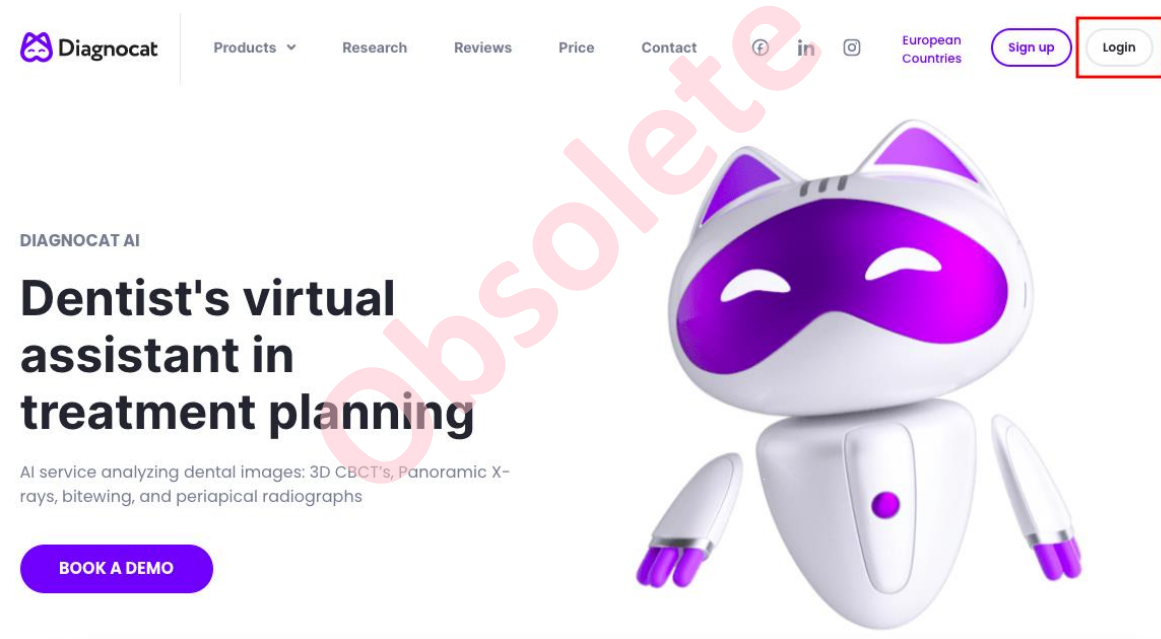 Diagnocat
Products
Research
Reviews
Price
Contact
in
European
Countries
Sign up
Login
DIAGNOCAT AI
Dentist's virtual
assistant in
treatment planning
AI service analyzing dental images: 3D CBCT's, Panoramic X-
rays, bitewing, and periapical radiographs
BOOK A DEMO
Obsolete